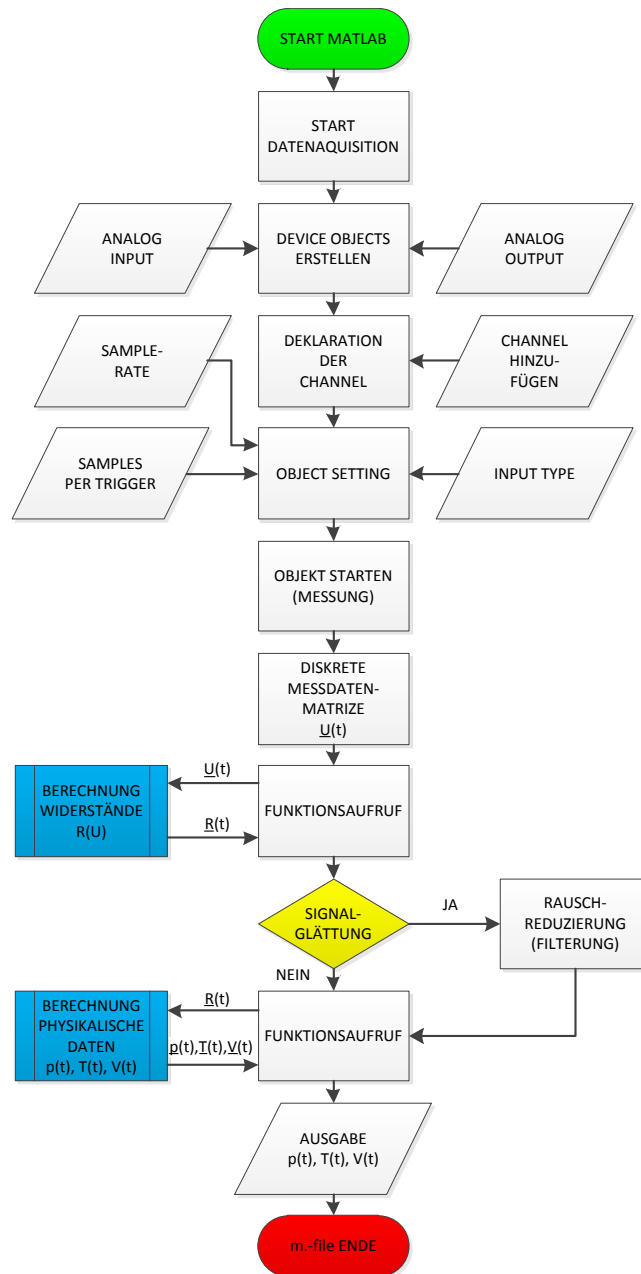 START MATLAB
START
DATENAQUISITION
ANALOG
INPUT
DEVICE OBJECTS
ERSTELLEN
ANALOG
OUTPUT
SAMPLE-
RATE
DEKLARATION
DER
CHANNEL
CHANNEL
HINZU-
FÜGEN
SAMPLES
PER TRIGGER
OBJECT SETTING
INPUT TYPE
OBJEKT STARTEN
(MESSUNG)
DISKRETE
MESSDATEN-
MATRIZE
U(t)
BERECHNUNG
WIDERSTÄNDE
R(U)
U(t)
R(t)
FUNKTIONSAUFRUF
SIGNAL-
GLÄTTUNG
JA
RAUSCH-
REDUZIERUNG
(FILTERUNG)
NEIN
BERECHNUNG
PHYSIKALISCHE
DATEN
p(t), T(t), V(t)
R(t)
p(t),T(t),V(t)
FUNKTIONSAUFRUF
AUSGABE
p(t), T(t), V(t)
m.-file ENDE